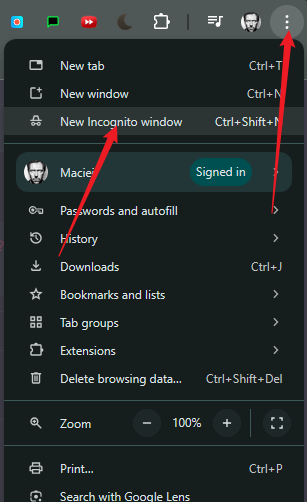 New tab Ctrl+T
New window Ctrl+N
New Incognito window Ctrl+Shift+N
Maciej Signed in
Passwords and autofill
History
Downloads Ctrl+J
Bookmarks and lists
Tab groups
Extensions
Delete browsing data... Ctrl+Shift+Del
Zoom − 100% +
Print... Ctrl+P
Search with Google Lens